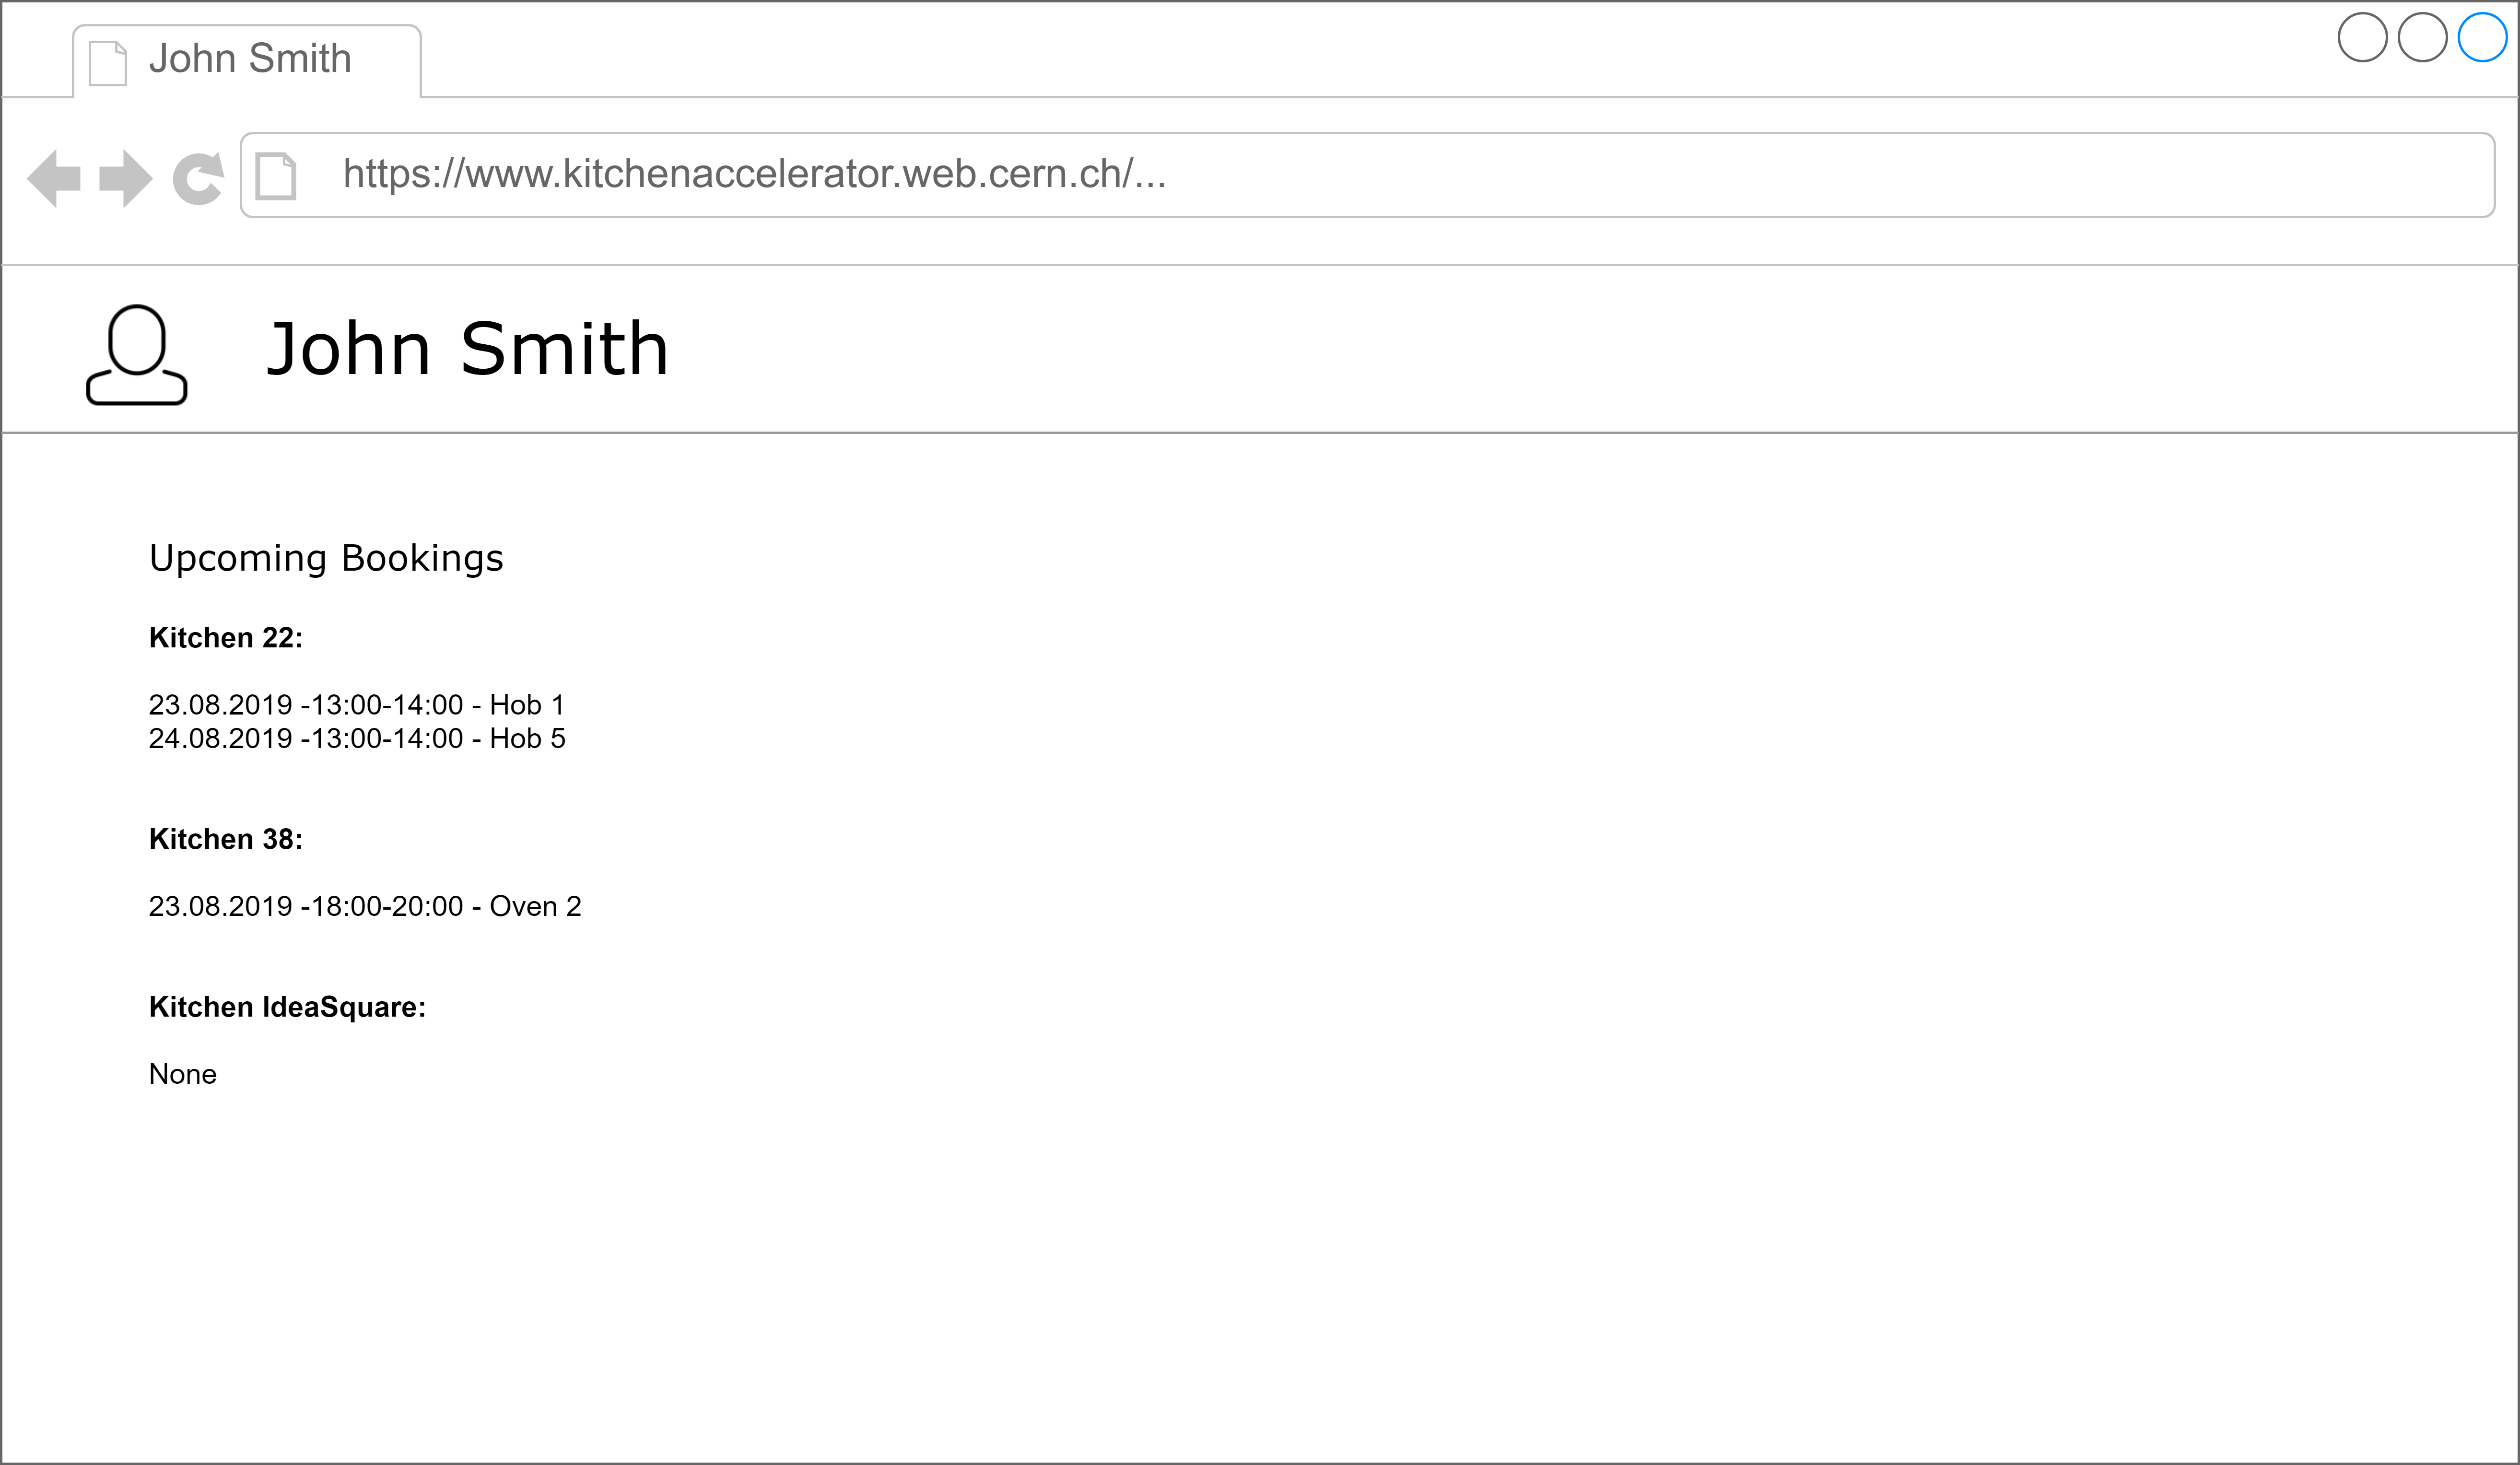 John Smith
https://www.kitchenaccelerator.web.cern.ch/...
John Smith
Upcoming Bookings
Kitchen 22:
23.08.2019 -13:00-14:00 - Hob 1
24.08.2019 -13:00-14:00 - Hob 5
Kitchen 38:
23.08.2019 -18:00-20:00 - Oven 2
Kitchen IdeaSquare:
None